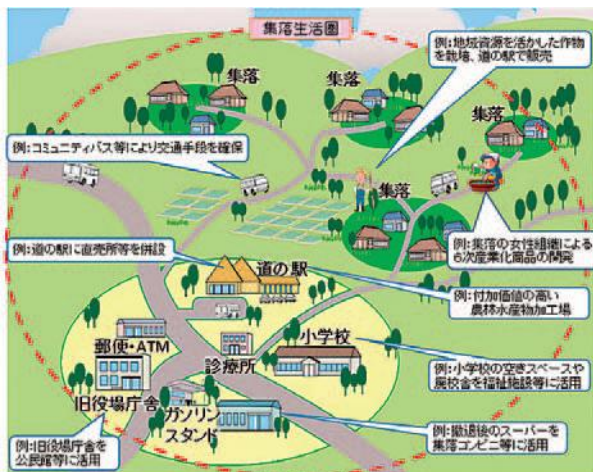 集落生活圏
例:地域資源を活かした作物
を栽培、道の駅で販売
集落
集落
集落
例:コミュニティバス等により交通手段を確保
集落
例:集落の女性組織による
6次産業化商品の開発
例:道の駅に直売所等を併設
道の駅
例:付加価値の高い
農林水産物加工場
郵便・ATM
診療所
小学校
例:小学校の空きスペースや
廃校舎を福祉施設等に活用
旧役場庁舎
ガソリン
スタンド
例:旧役場庁舎を
公民館等に活用
例:撤退後のスーパーを
集落コンビニ等に活用